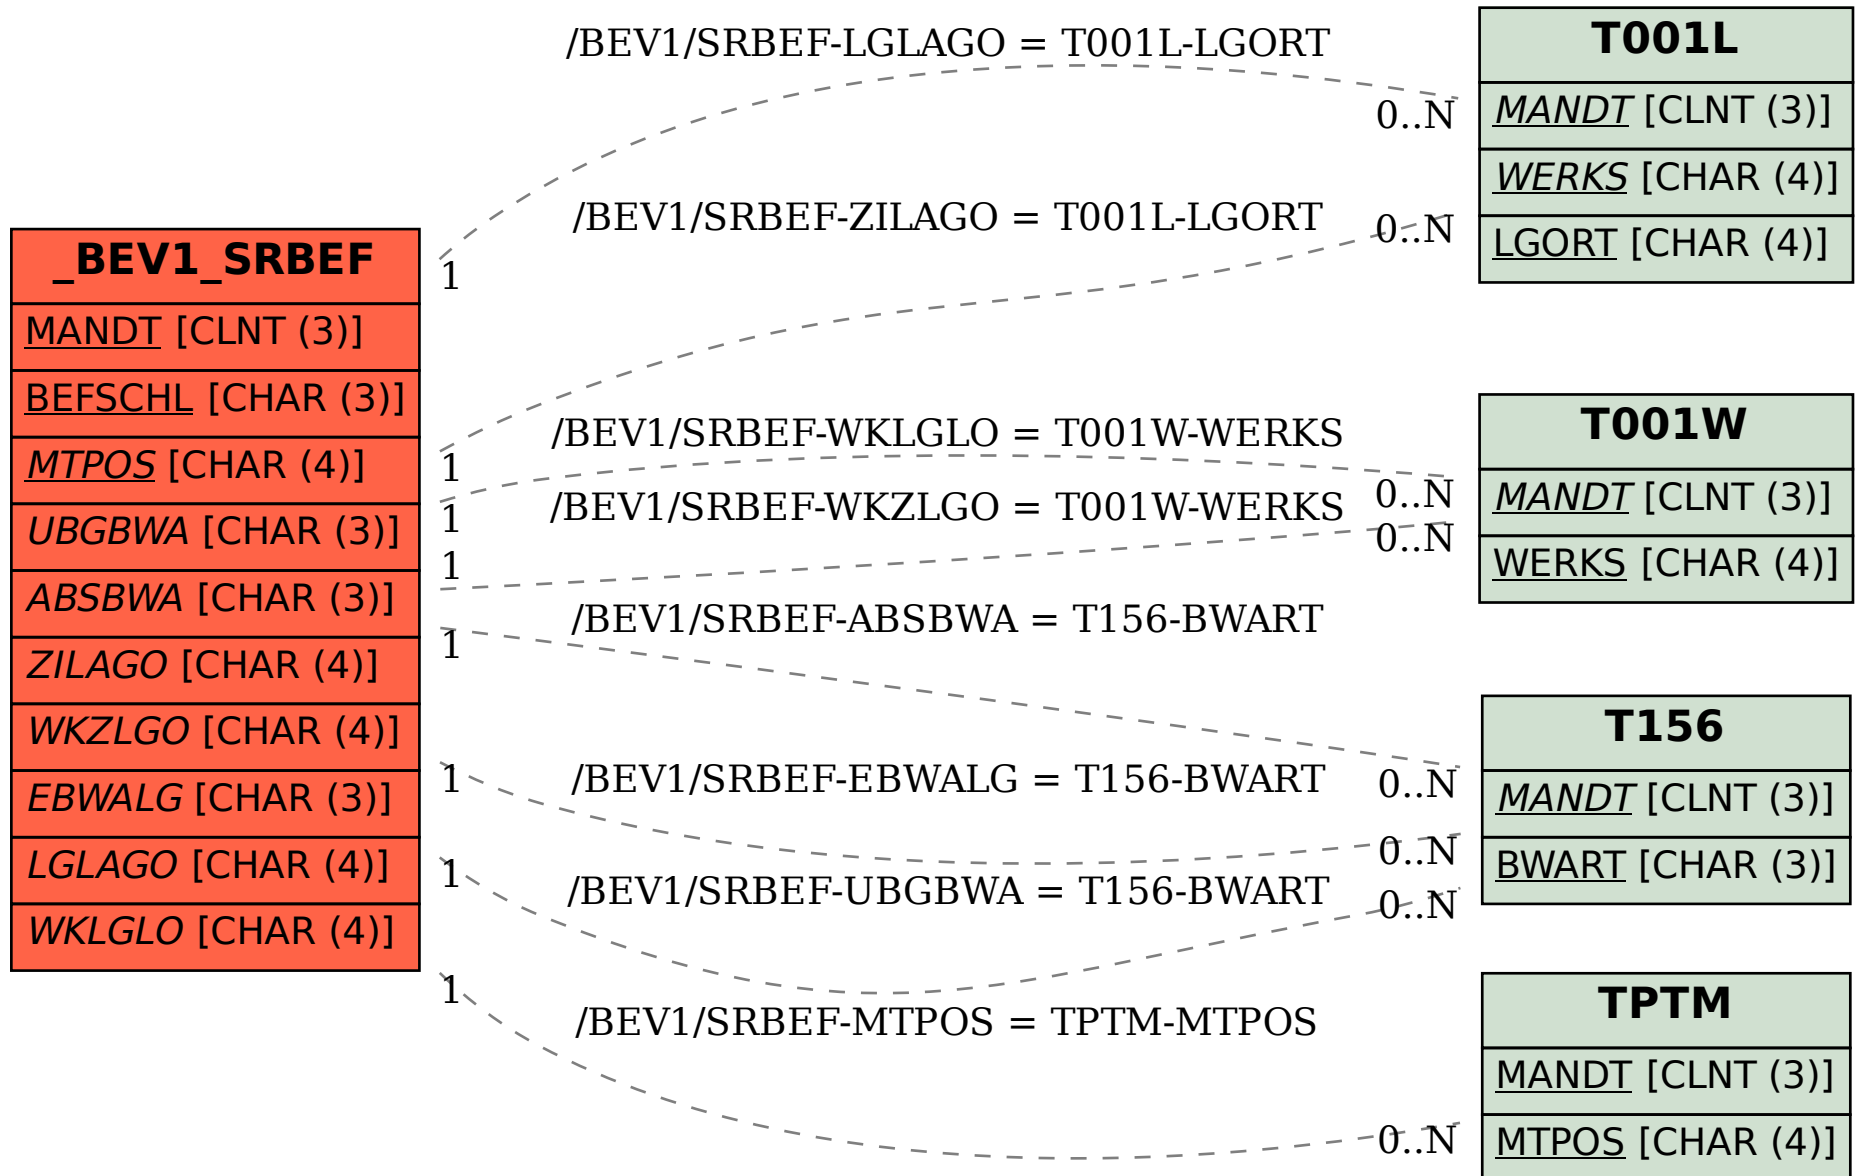 _BEV1_SRBEF
MANDT [CLNT (3)]
BEFSCHL [CHAR (3)]
MTPOS [CHAR (4)]
UBGBWA [CHAR (3)]
ABSBWA [CHAR (3)]
ZILAGO [CHAR (4)]
WKZLGO [CHAR (4)]
EBWALG [CHAR (3)]
LGLAGO [CHAR (4)]
WKLGLO [CHAR (4)]
/BEV1/SRBEF-LGLAGO = T001L-LGORT
0..N
1
/BEV1/SRBEF-ZILAGO = T001L-LGORT
0..N
1
/BEV1/SRBEF-WKLGLO = T001W-WERKS
0..N
1
/BEV1/SRBEF-WKZLGO = T001W-WERKS
0..N
1
/BEV1/SRBEF-ABSBWA = T156-BWART
0..N
1
/BEV1/SRBEF-EBWALG = T156-BWART
0..N
1
/BEV1/SRBEF-UBGBWA = T156-BWART
0..N
1
/BEV1/SRBEF-MTPOS = TPTM-MTPOS
0..N
1
T001L
MANDT [CLNT (3)]
WERKS [CHAR (4)]
LGORT [CHAR (4)]
T001W
MANDT [CLNT (3)]
WERKS [CHAR (4)]
T156
MANDT [CLNT (3)]
BWART [CHAR (3)]
TPTM
MANDT [CLNT (3)]
MTPOS [CHAR (4)]